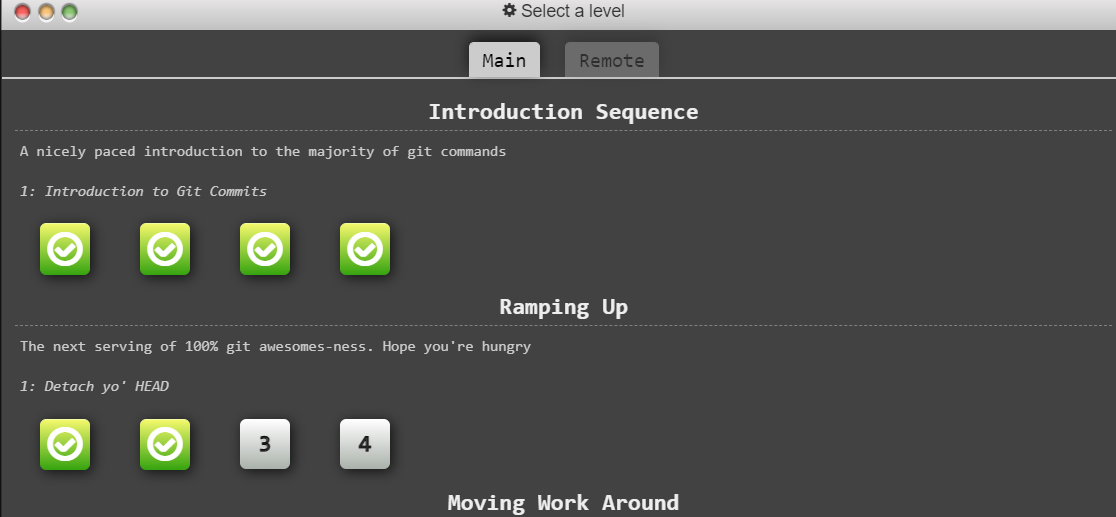 Select a level
Main Remote
Introduction Sequence
A nicely paced introduction to the majority of git commands
1: Introduction to Git Commits
Ramping Up
The next serving of 100% git awesomes-ness. Hope you're hungry
1: Detach yo' HEAD
3 4
Moving Work Around